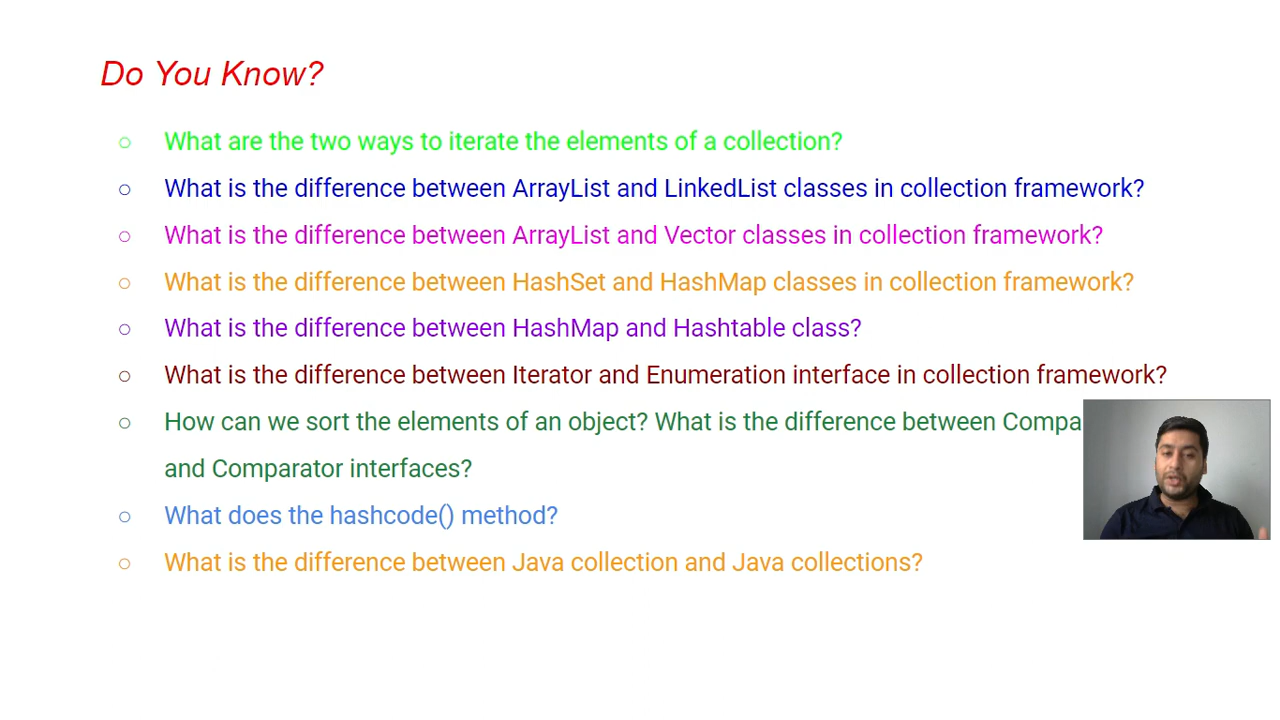 Do You Know?
○ What are the two ways to iterate the elements of a collection?
○ What is the difference between ArrayList and LinkedList classes in collection framework?
○ What is the difference between ArrayList and Vector classes in collection framework?
○ What is the difference between HashSet and HashMap classes in collection framework?
○ What is the difference between HashMap and Hashtable class?
○ What is the difference between Iterator and Enumeration interface in collection framework?
○ How can we sort the elements of an object? What is the difference between Compa
and Comparator interfaces?
○ What does the hashcode() method?
○ What is the difference between Java collection and Java collections?